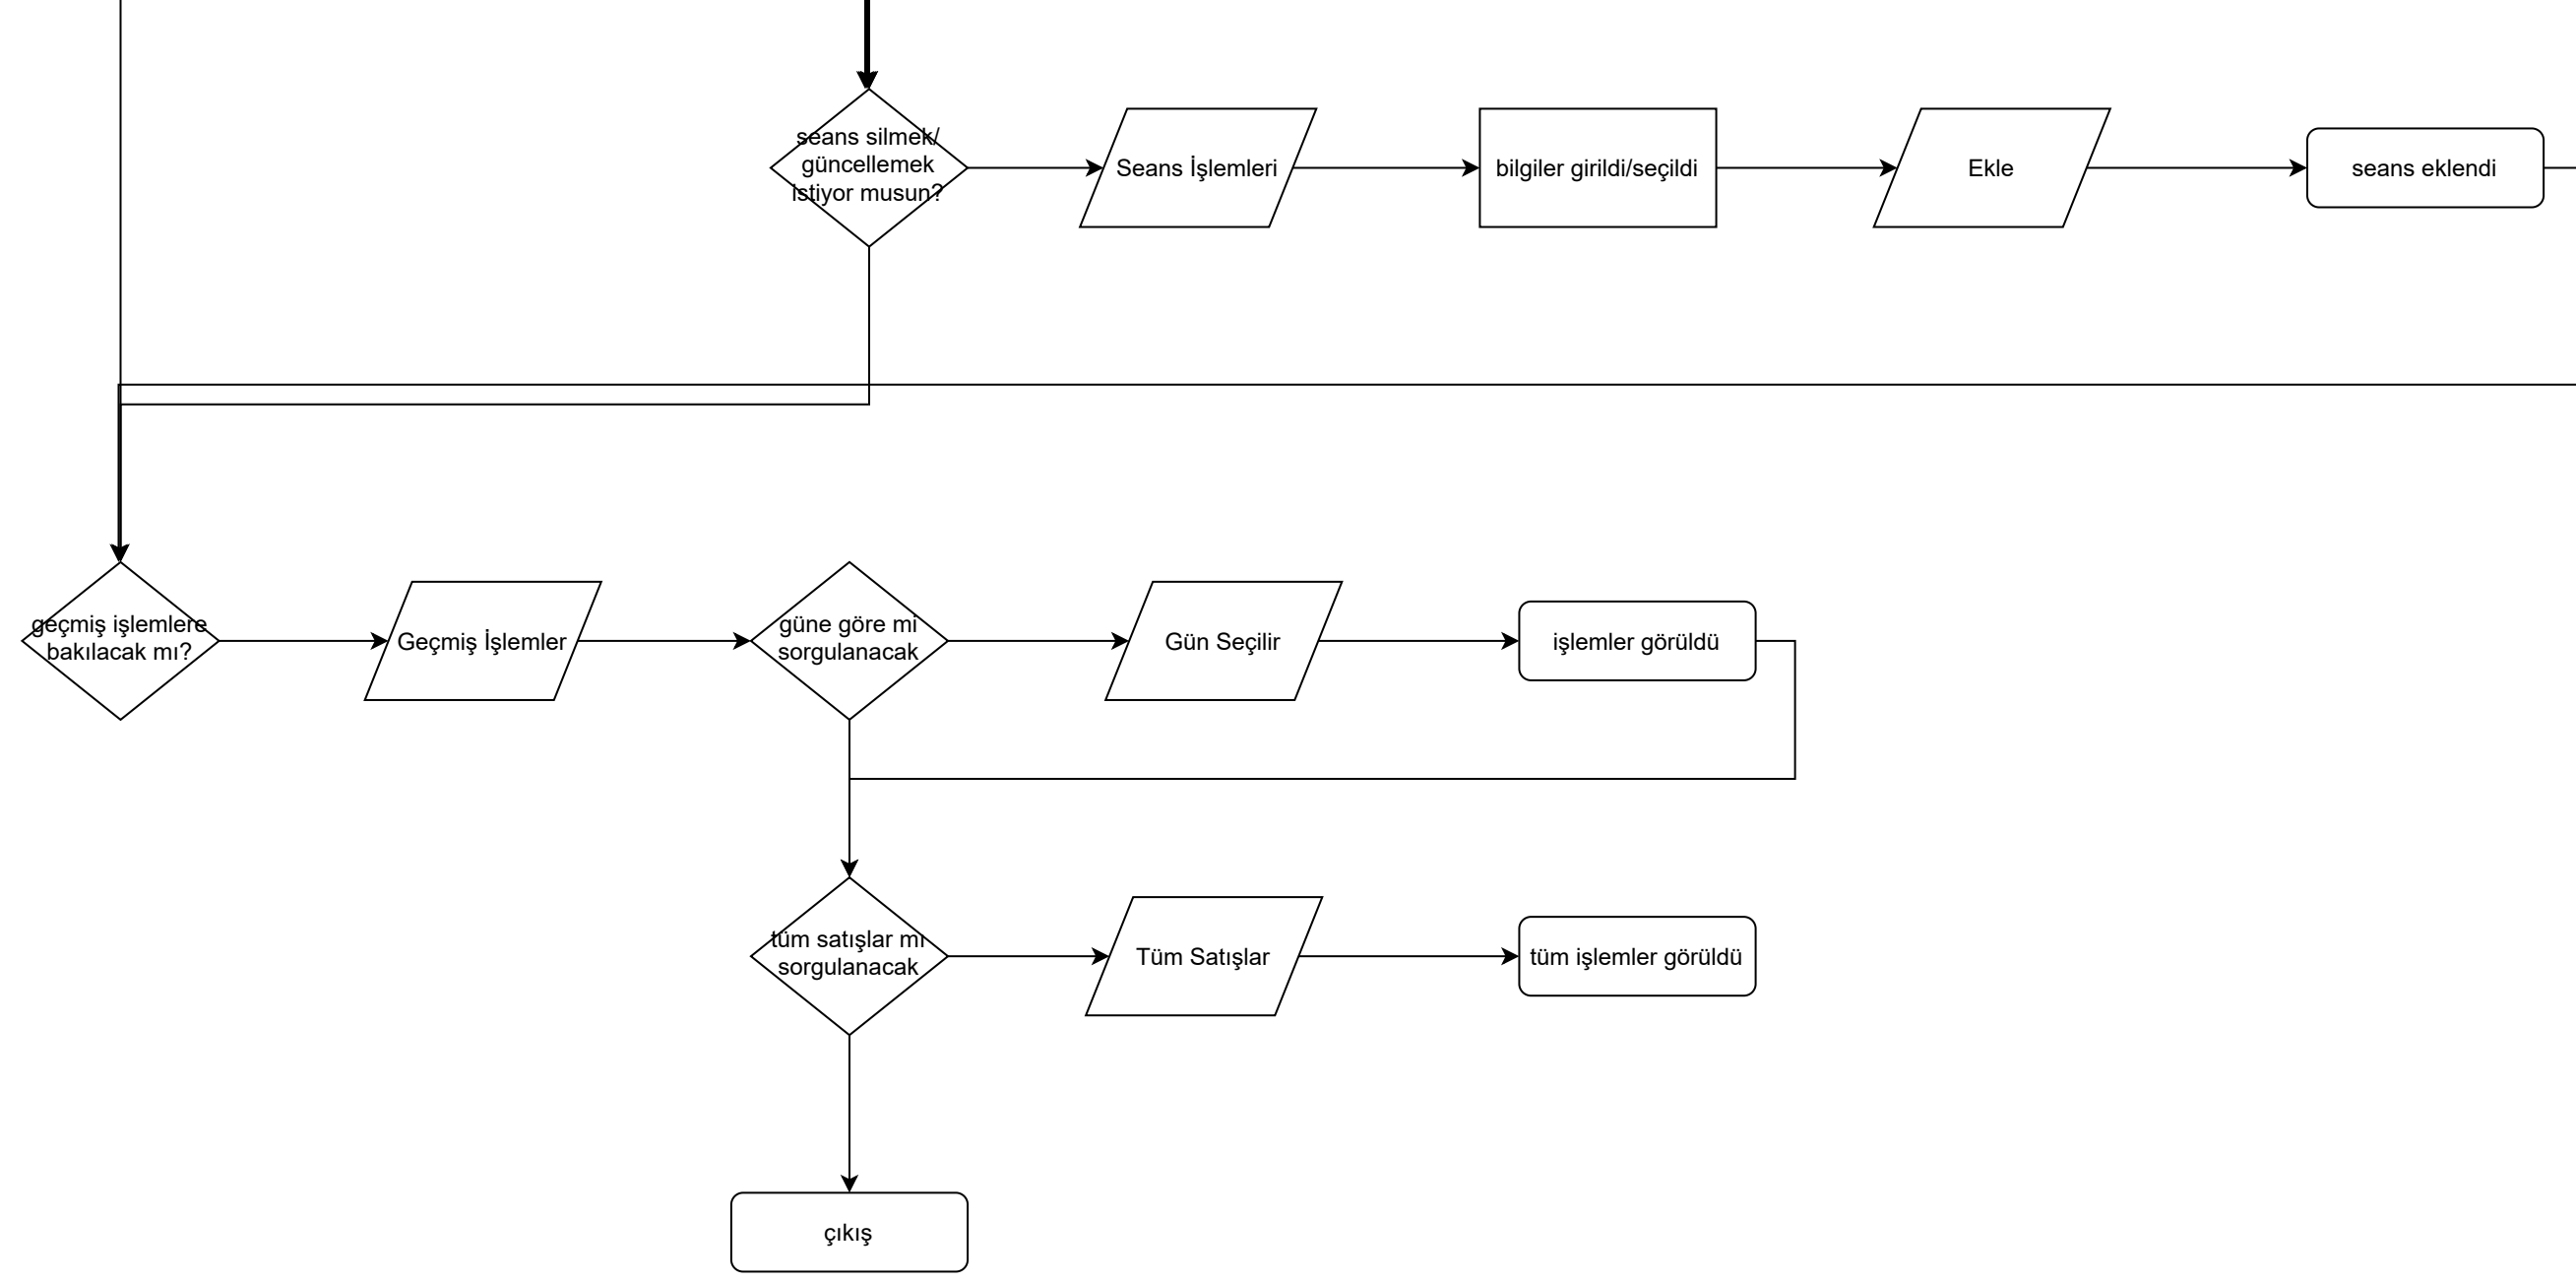 seans silmek/
güncellemek
istiyor musun?
Seans İşlemleri
bilgiler girildi/seçildi
Ekle
seans eklendi
geçmiş işlemlere
bakılacak mı?
Geçmiş İşlemler
güne göre mi
sorgulanacak
Gün Seçilir
işlemler görüldü
tüm satışlar mı
sorgulanacak
Tüm Satışlar
tüm işlemler görüldü
çıkış